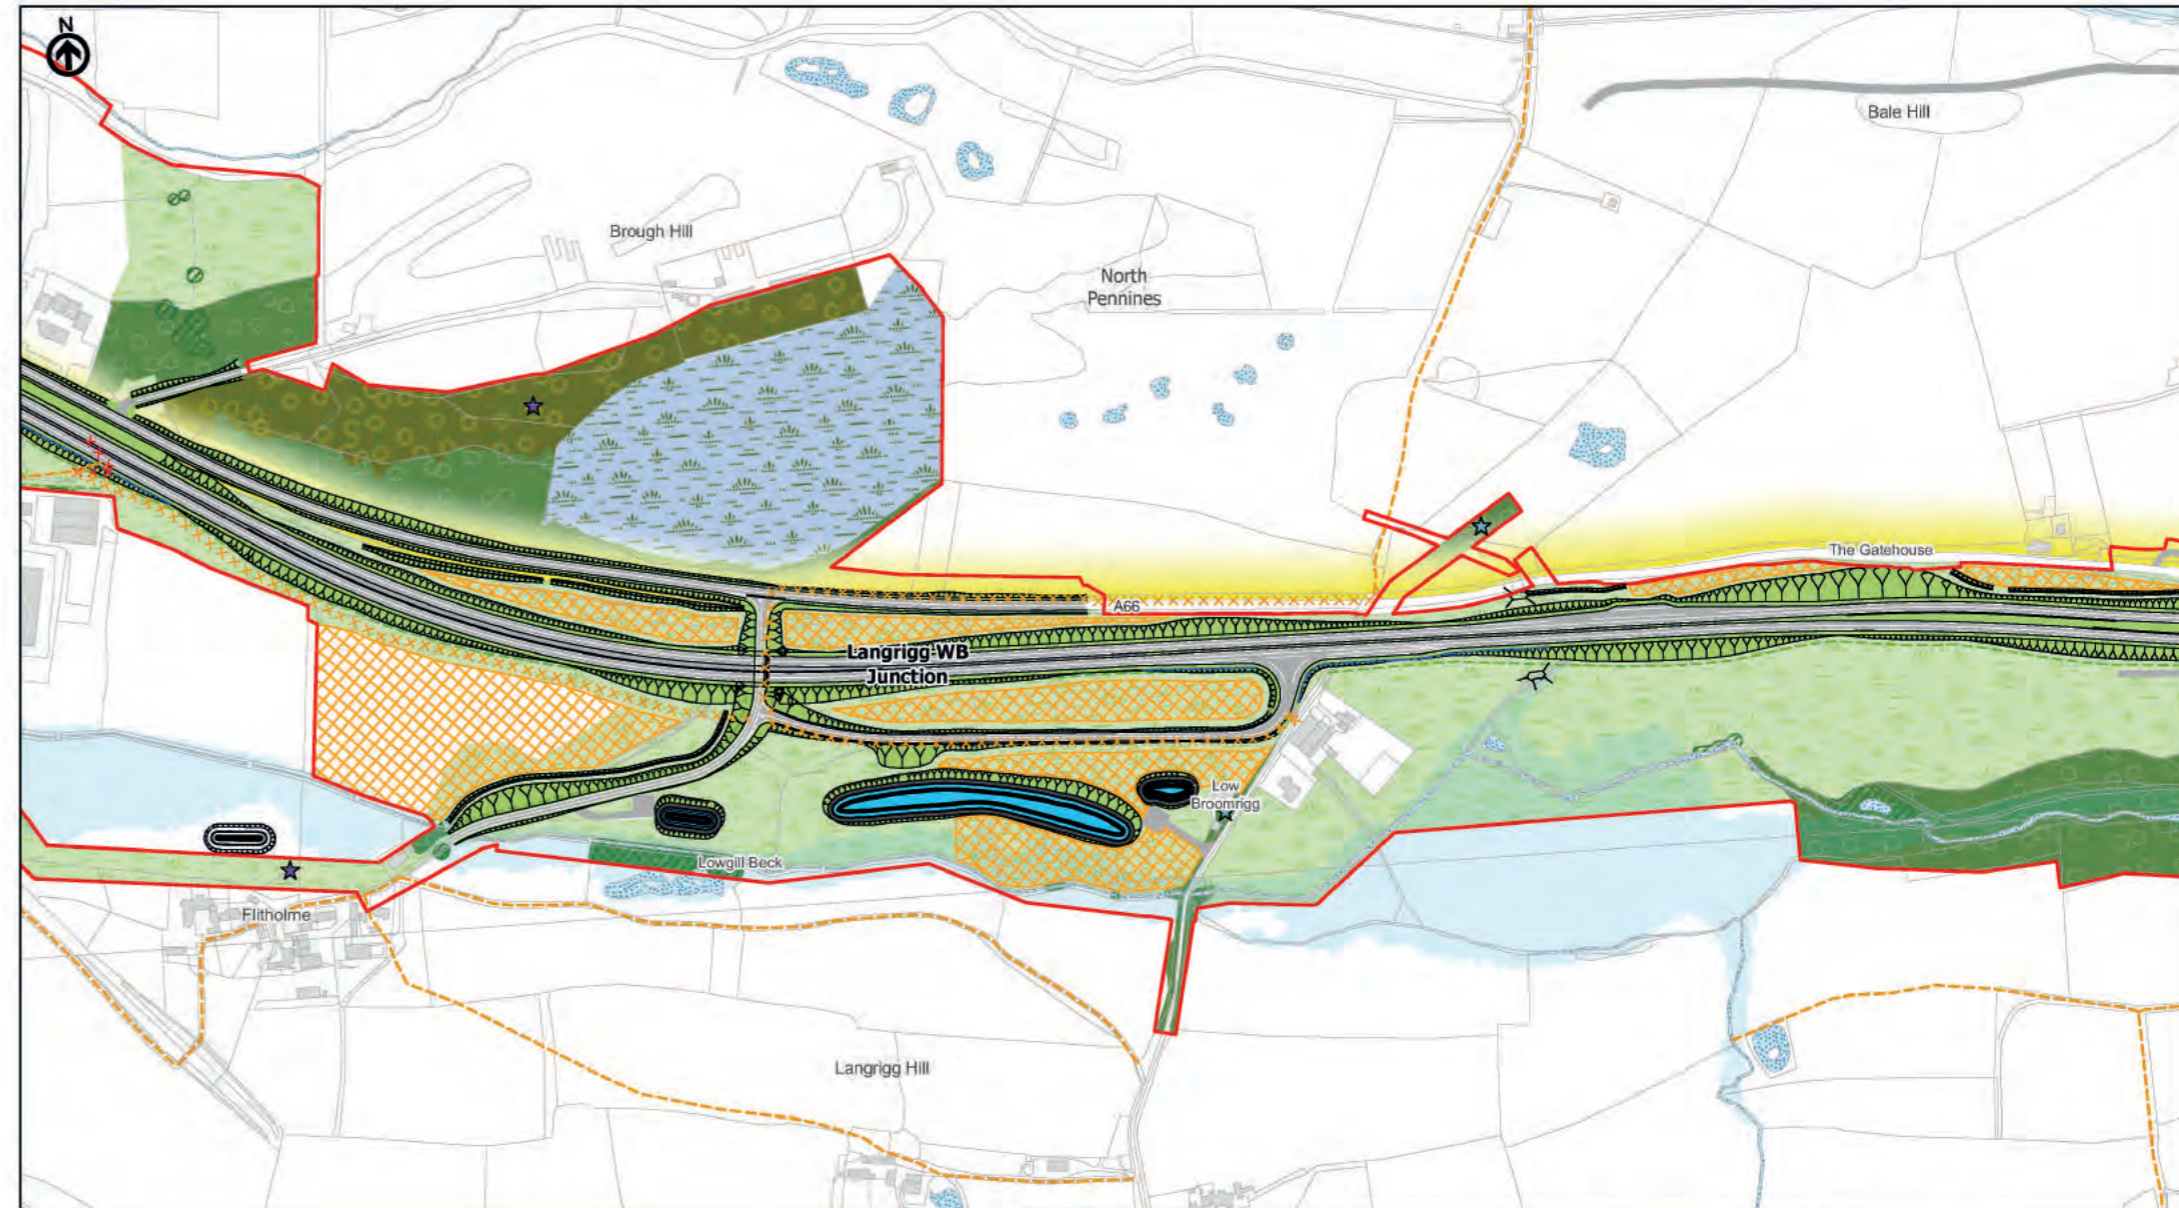 N
Bale Hill
Brough Hill
North
Pennines
The Gatehouse
A66
Langrigg WB
Junction
Low
Broomrigg
Lowgill Beck
Flitholme
Langrigg Hill